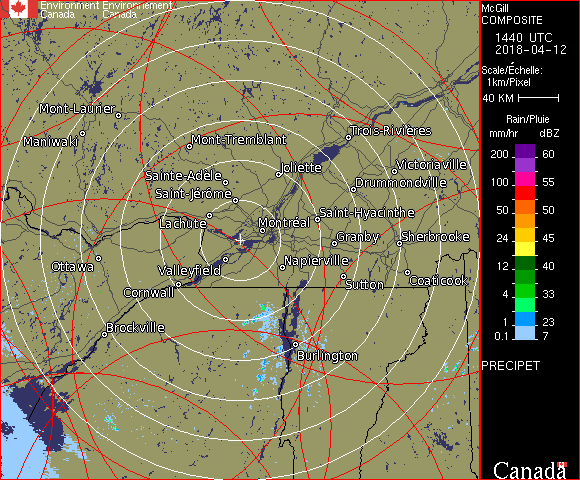 Environment Environnement
Canada Canada
McGill
COMPOSITE
1440 UTC
2018-04-12
Scale/Échelle:
1km/Pixel
40 KM
Rain/Pluie
mm/hr dBZ
200 60
100 55
50 50
24 45
12 40
4 33
1 23
0.1 7
PRECIPET
Canada
Mont-Laurier
Maniwaki
Mont-Tremblant
Trois-Rivières
Joliette
Victoriaville
Sainte-Adèle
Drummondville
Saint-Jérôme
Lachute
Montréal
Saint-Hyacinthe
Granby
Sherbrooke
Ottawa
Valleyfield
Napierville
Cornwall
Sutton
Coaticook
Brockville
Burlington